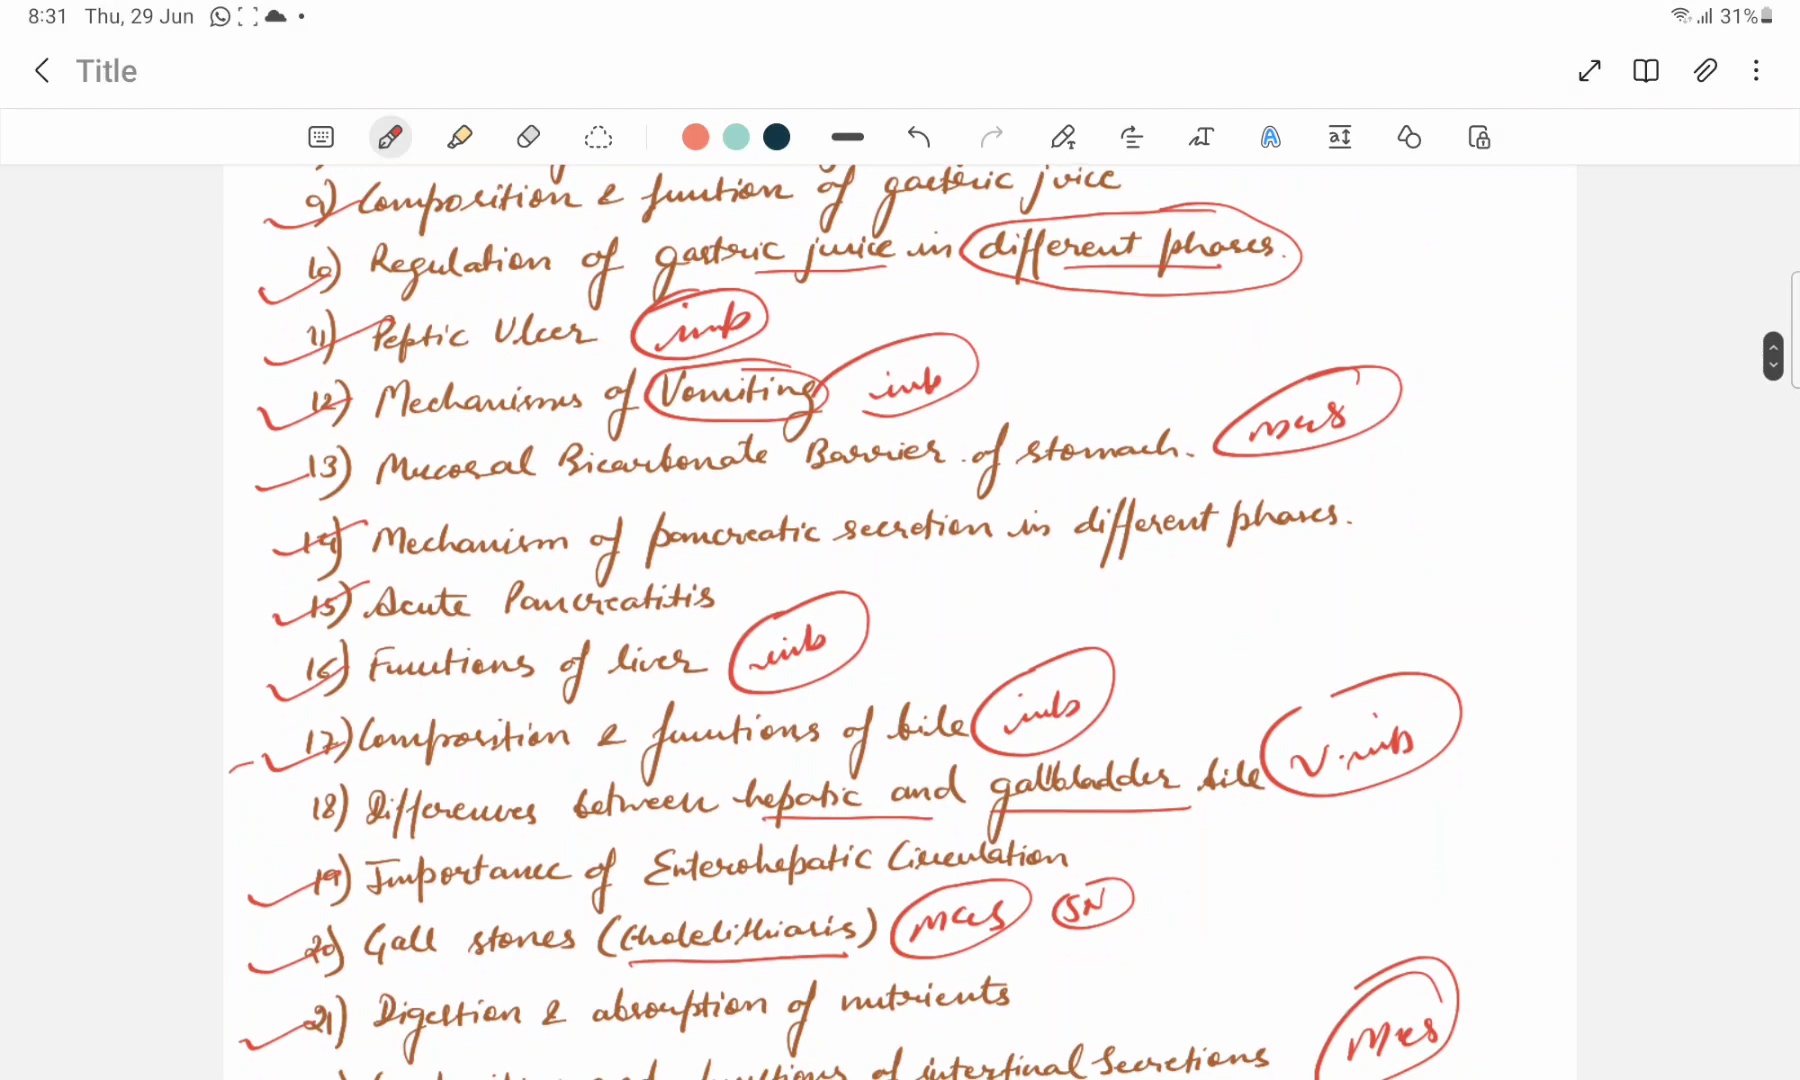 8:31 Thu, 29 Jun 31%
Title
9) Composition & function of gastric juice
10) Regulation of gastric juice in different phases.
11) Peptic Ulcer imp
12) Mechanisms of Vomiting imp
13) Mucosal Bicarbonate Barrier of stomach. MCQs
14) Mechanism of pancreatic secretion in different phases.
15) Acute Pancreatitis
16) Functions of liver imp
17) Composition & functions of bile imp
18) Differences between hepatic and gallbladder bile V.imp
19) Importance of Enterohepatic Circulation
20) Gall stones (Cholelithiasis) MCQs SN
21) Digestion & absorption of nutrients
and functions of intestinal Secretions MCQs